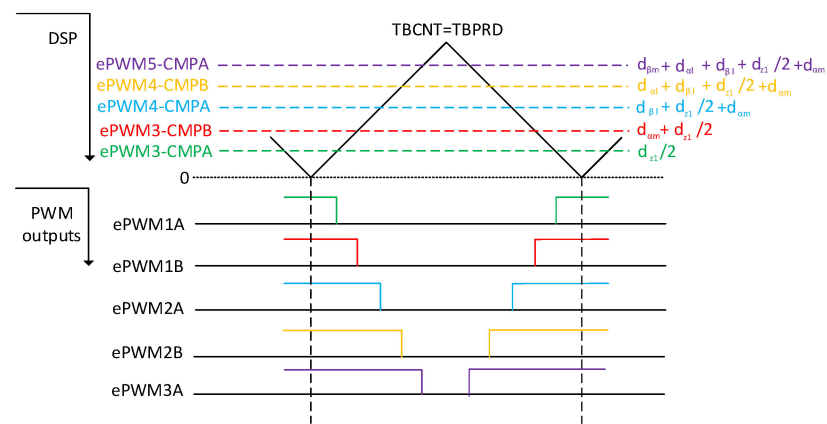 TBCNT=TBPRD
DSP
ePWM5-CMPA
dβm + dαl + dβl + dz1/2 +dαm
ePWM4-CMPB
dαl + dβl + dz1/2 +dαm
ePWM4-CMPA
dβl + dz1/2 +dαm
ePWM3-CMPB
dαm + dz1/2
ePWM3-CMPA
dz1/2
0
PWM
outputs
ePWM1A
ePWM1B
ePWM2A
ePWM2B
ePWM3A